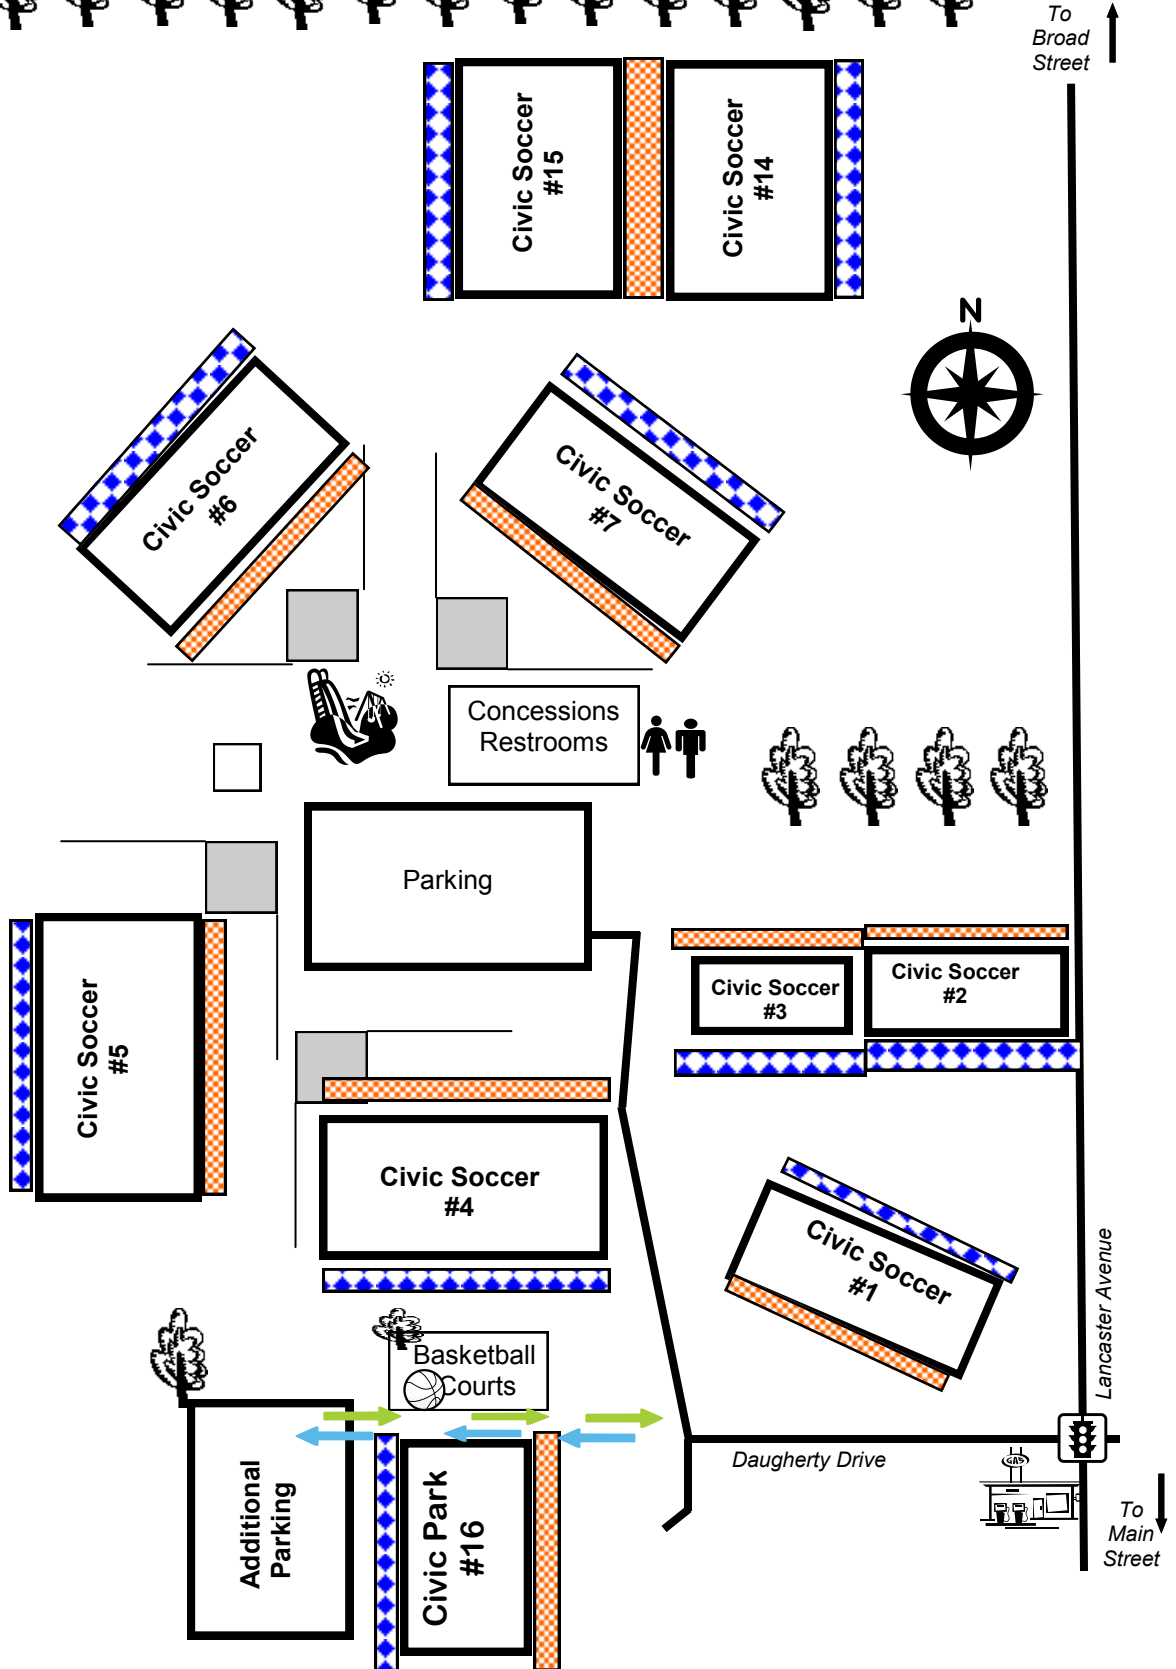 To
Broad
Street
Civic Soccer
#15
Civic Soccer
#14
N
Civic Soccer
#6
Civic Soccer
#7
Concessions
Restrooms
Parking
Civic Soccer
#3
Civic Soccer
#2
Civic Soccer
#5
Civic Soccer
#4
Civic Soccer
#1
Lancaster Avenue
Basketball
Courts
Daugherty Drive
GAS
Additional
Parking
Civic Park
#16
To
Main
Street